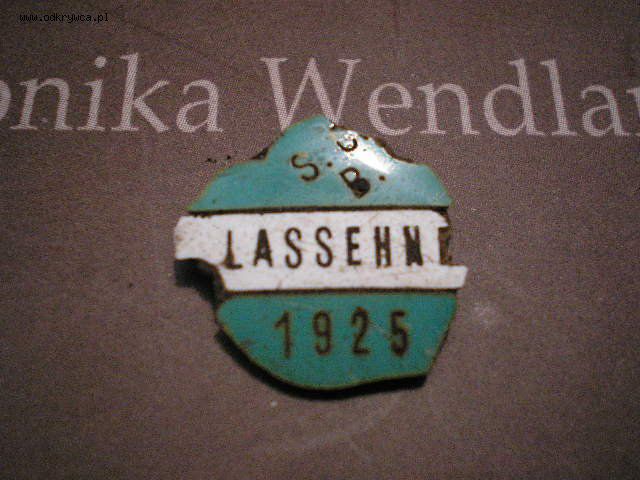 www.odkrywca.pl
onika Wendla
S. G. B.
LASSEHNE
1925